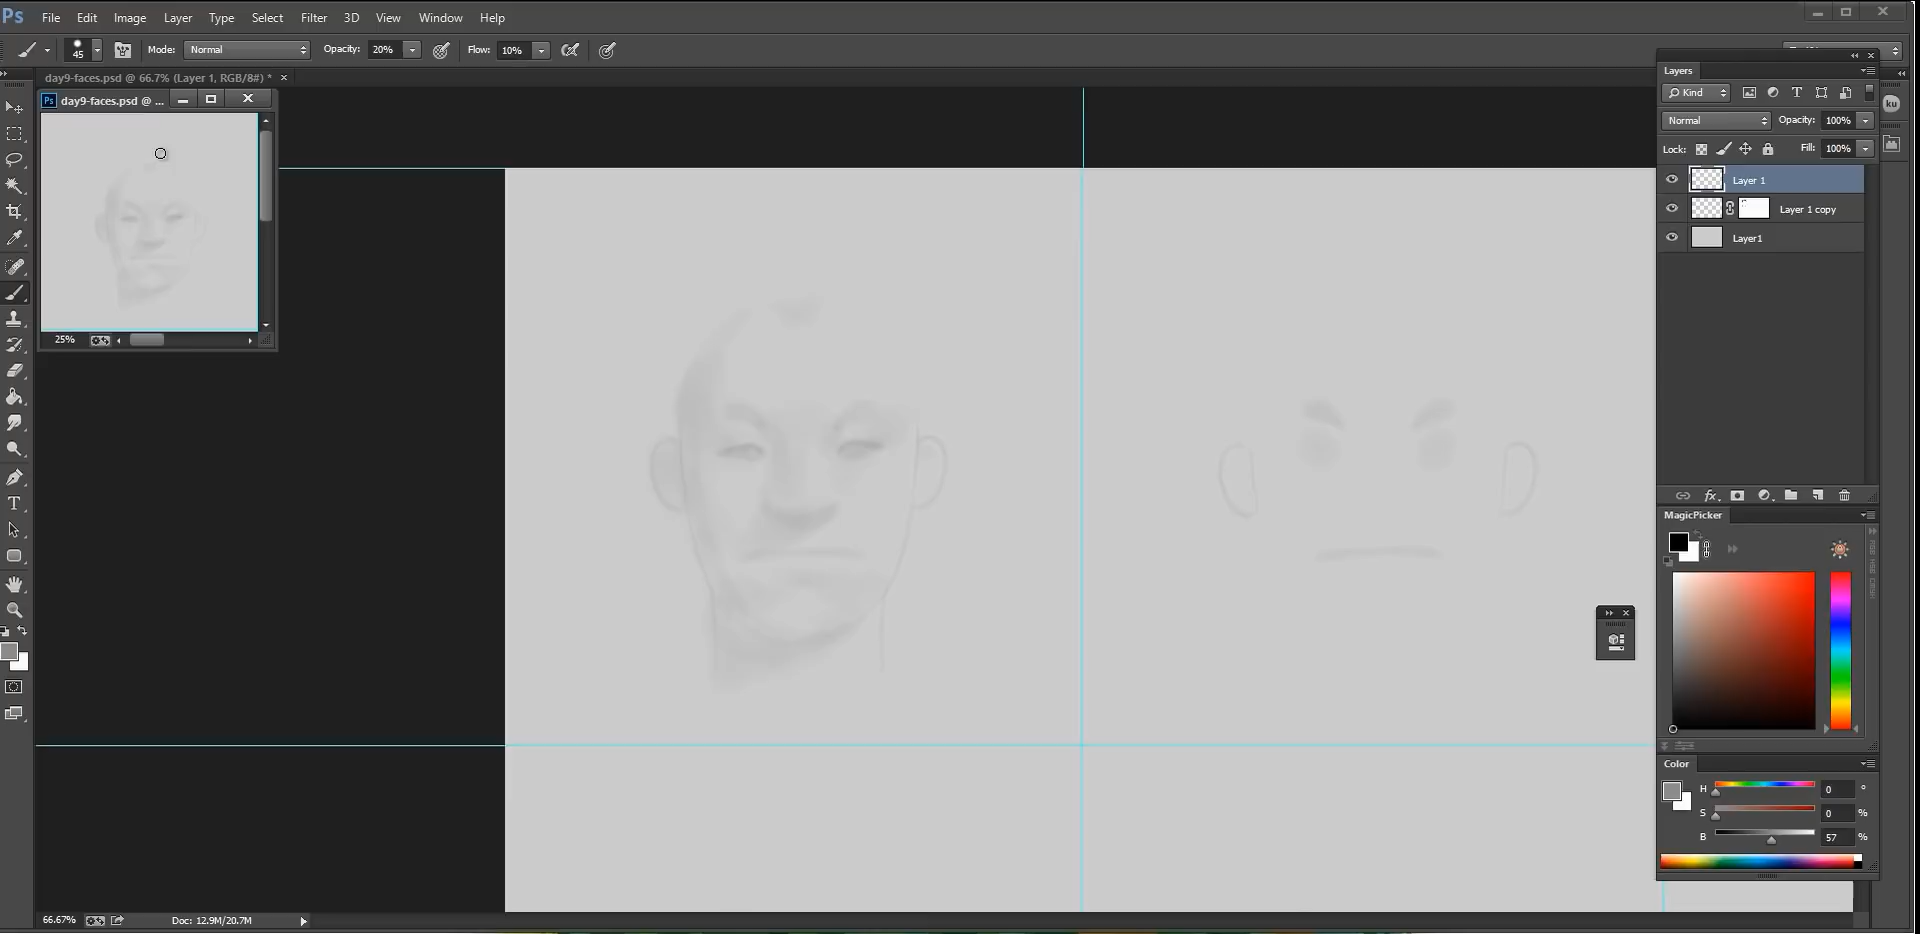 Ps File Edit Image Layer Type Select Filter 3D View Window Help
45 Mode: Normal Opacity: 20% Flow: 10%
day9-faces.psd @ 66.7% (Layer 1, RGB/8#) * ×
Ps day9-faces.psd @ ...
25%
Layers
Kind T
Normal Opacity: 100%
Lock: Fill: 100%
Layer 1
Layer 1 copy
Layer1
ku
fx
MagicPicker
Color
H 0 °
S 0 %
B 57 %
T
66.67% Doc: 12.9M/20.7M